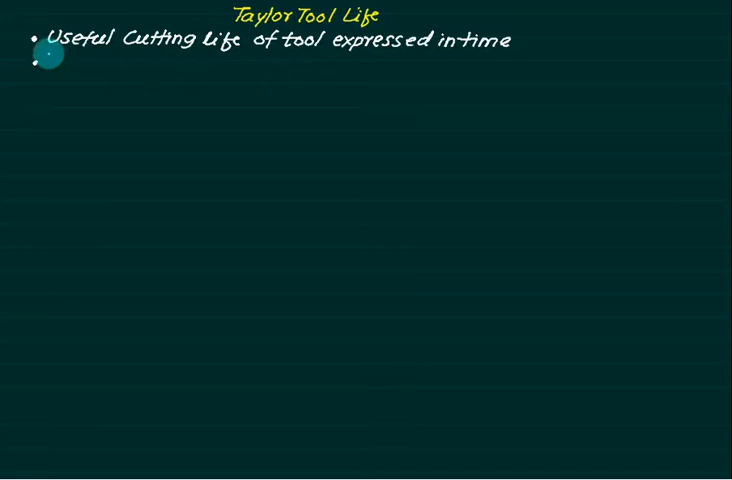 Taylor Tool Life
• Useful Cutting life of tool expressed in time
•